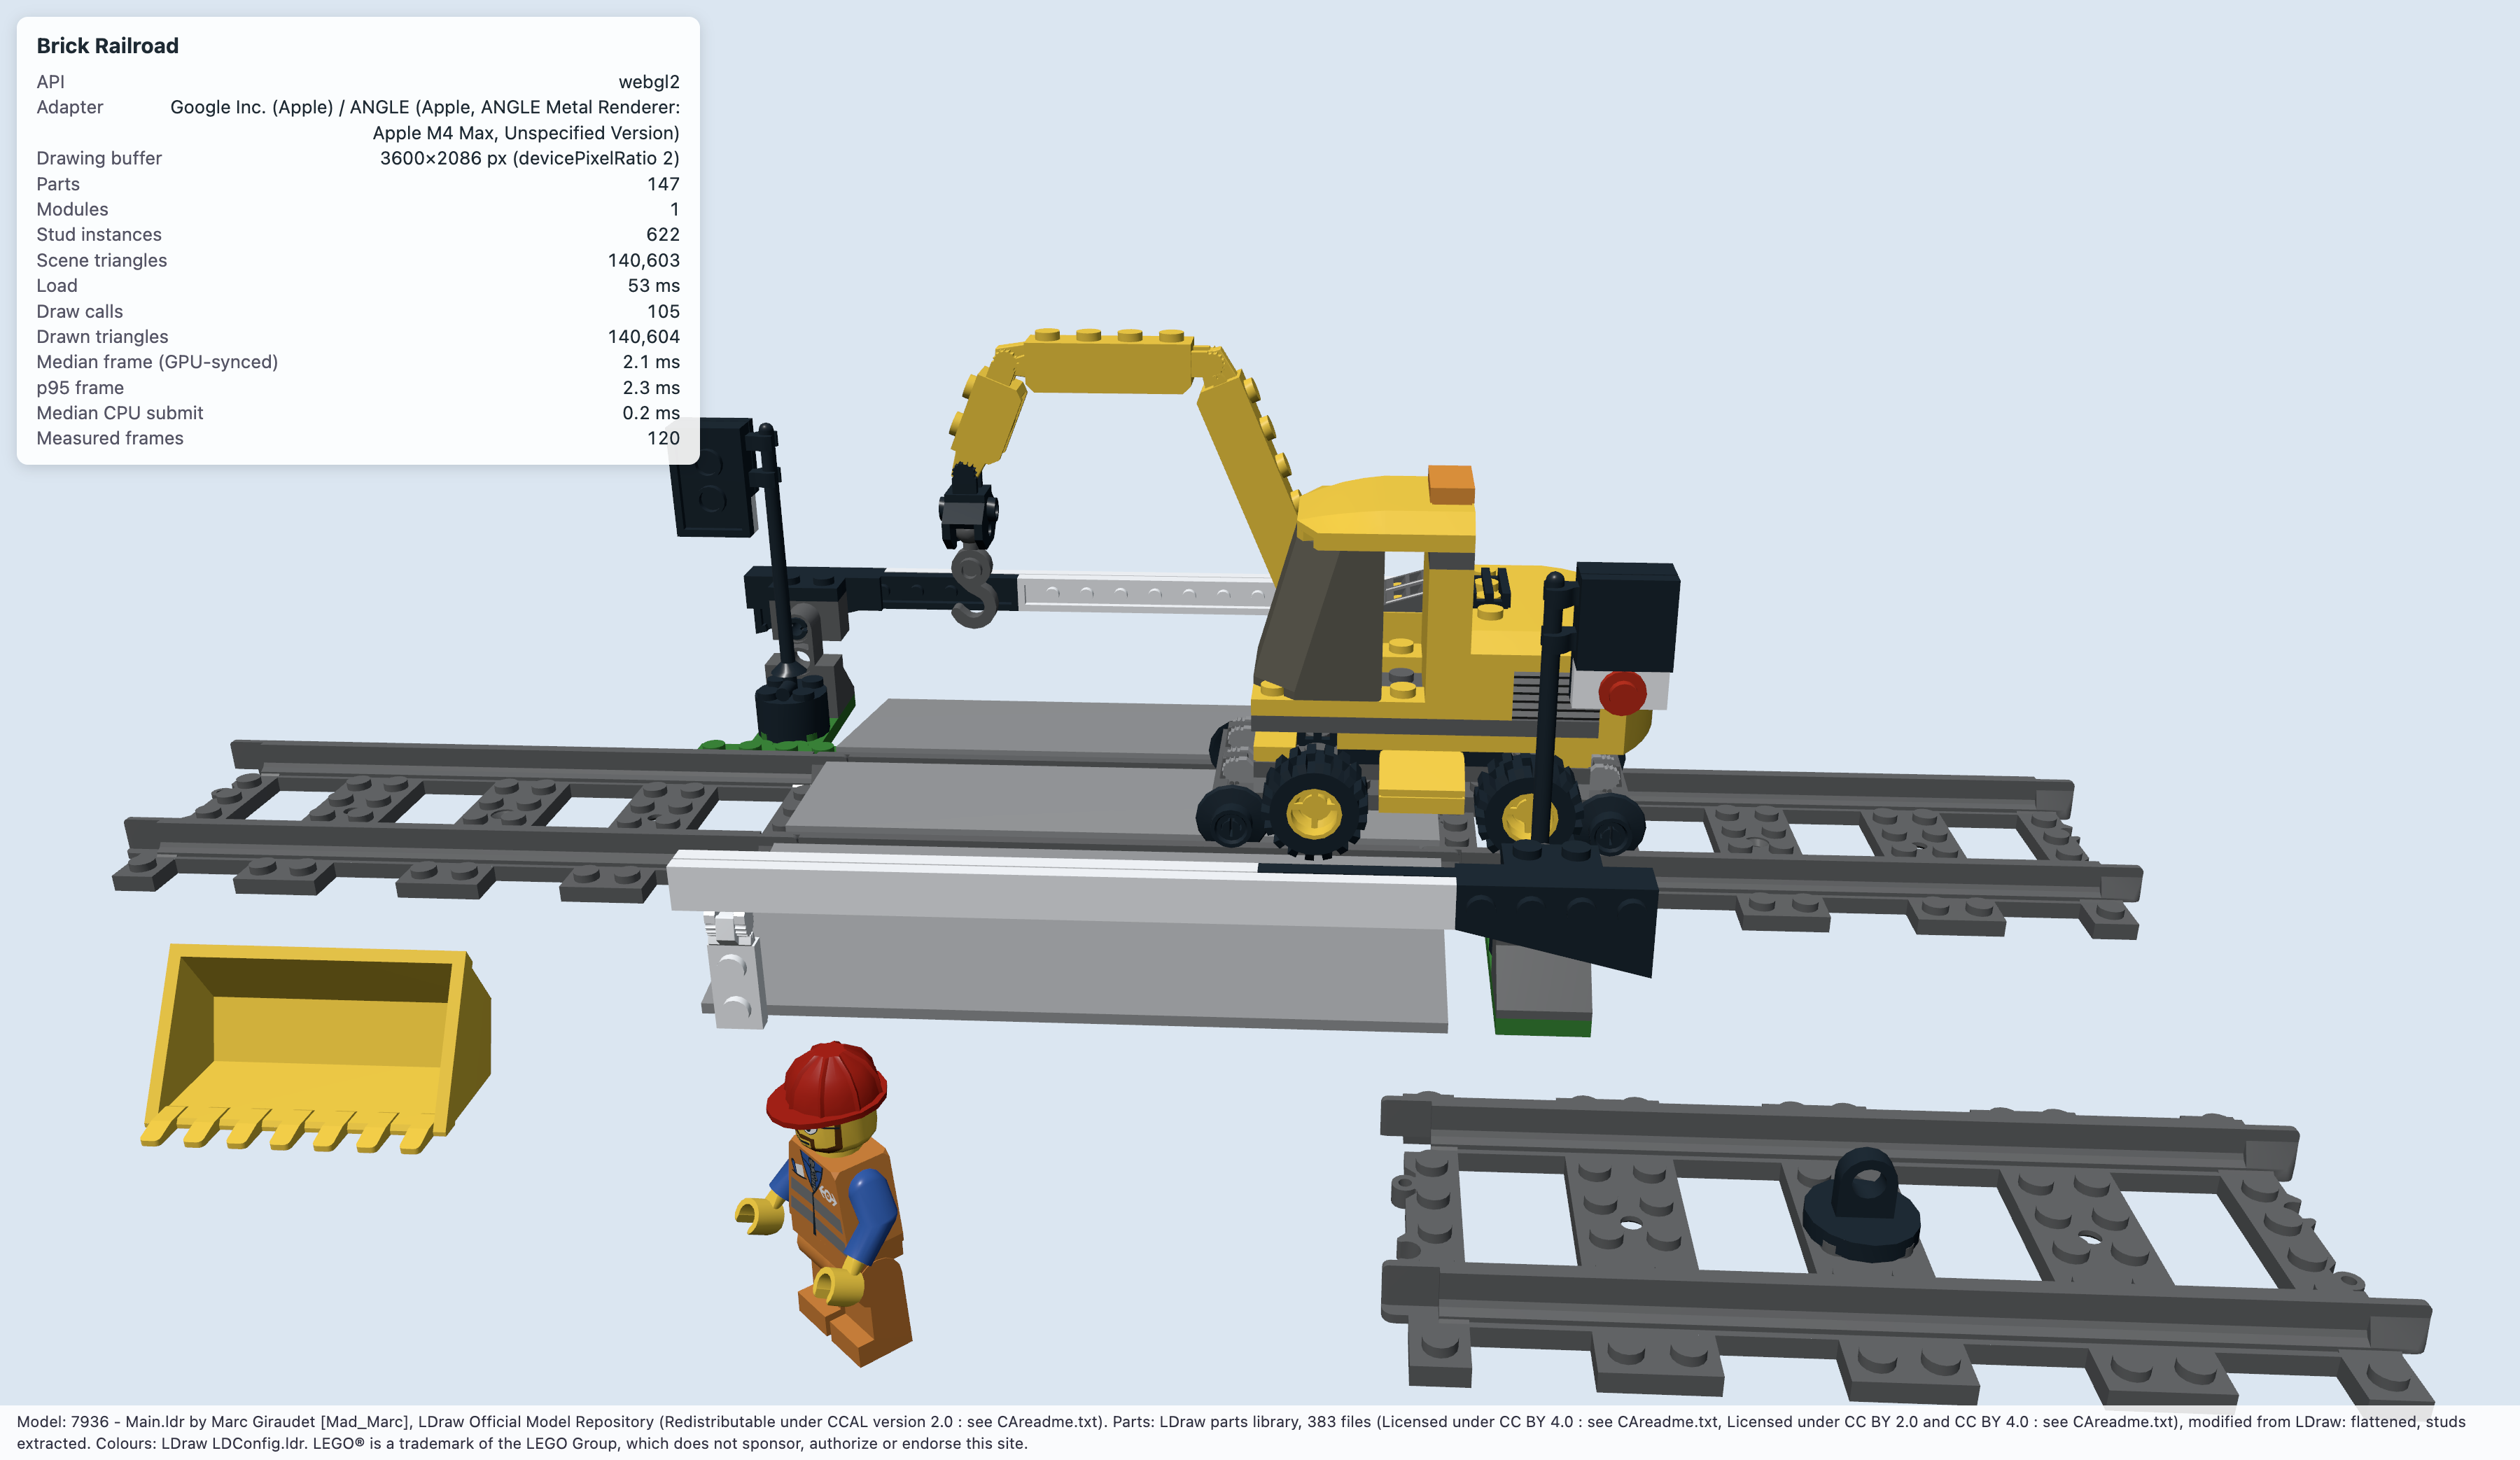 Brick Railroad
API webgl2
Adapter Google Inc. (Apple) / ANGLE (Apple, ANGLE Metal Renderer:
Apple M4 Max, Unspecified Version)
Drawing buffer 3600×2086 px (devicePixelRatio 2)
Parts 147
Modules 1
Stud instances 622
Scene triangles 140,603
Load 53 ms
Draw calls 105
Drawn triangles 140,604
Median frame (GPU-synced) 2.1 ms
p95 frame 2.3 ms
Median CPU submit 0.2 ms
Measured frames 120
Model: 7936 - Main.ldr by Marc Giraudet [Mad_Marc], LDraw Official Model Repository (Redistributable under CCAL version 2.0 : see CAreadme.txt). Parts: LDraw parts library, 383 files (Licensed under CC BY 4.0 : see CAreadme.txt, Licensed under CC BY 2.0 and CC BY 4.0 : see CAreadme.txt), modified from LDraw: flattened, studs
extracted. Colours: LDraw LDConfig.ldr. LEGO® is a trademark of the LEGO Group, which does not sponsor, authorize or endorse this site.